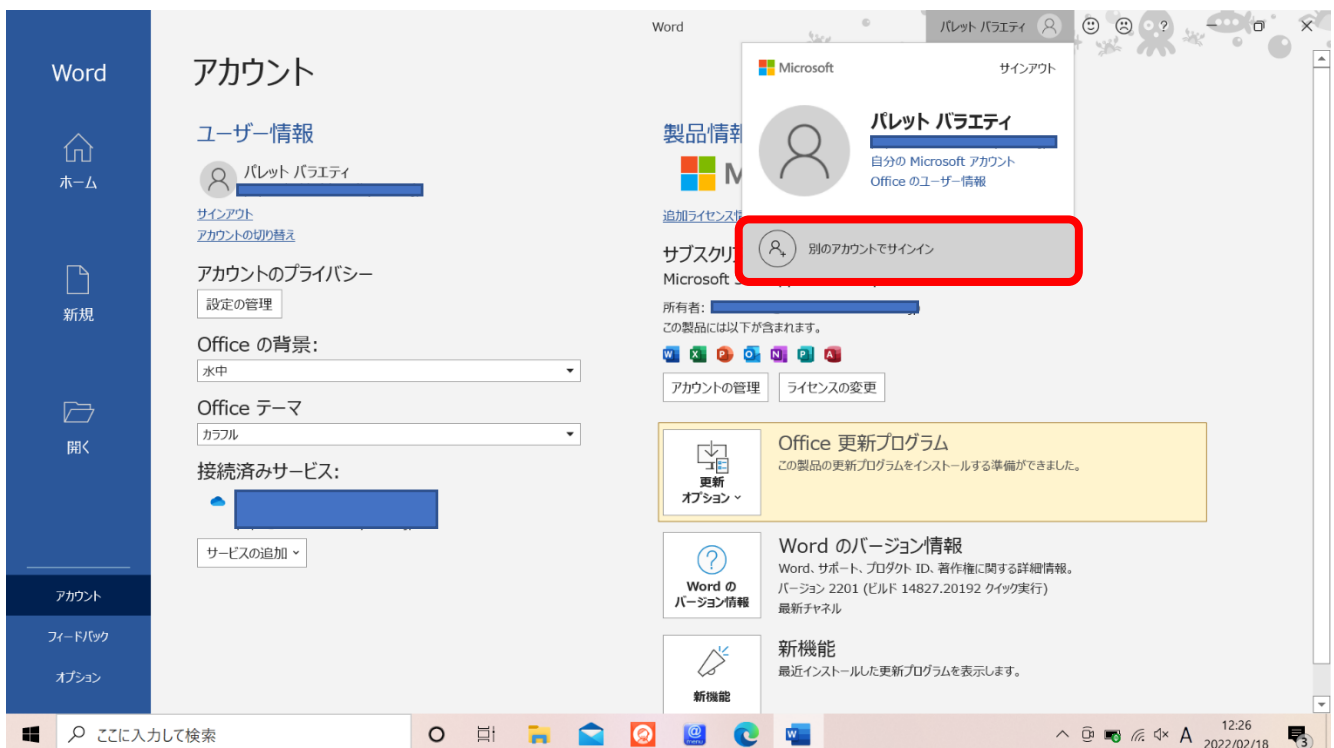 Word
パレット バラエティ
Word
ホーム
新規
開く
アカウント
フィードバック
オプション
アカウント
ユーザー情報
パレット バラエティ
サインアウト
アカウントの切り替え
アカウントのプライバシー
設定の管理
Office の背景:
水中
Office テーマ
カラフル
接続済みサービス:
サービスの追加
Microsoft
サインアウト
パレット バラエティ
自分の Microsoft アカウント
Office のユーザー情報
別のアカウントでサインイン
製品情報
追加ライセンス情
サブスクリ
Microsoft
所有者:
この製品には以下が含まれます。
アカウントの管理
ライセンスの変更
更新
オプション
Office 更新プログラム
この製品の更新プログラムをインストールする準備ができました。
Word の
バージョン情報
Word のバージョン情報
Word、サポート、プロダクト ID、著作権に関する詳細情報。
バージョン 2201 (ビルド 14827.20192 クイック実行)
最新チャネル
新機能
新機能
最近インストールした更新プログラムを表示します。
ここに入力して検索
A
12:26
2022/02/18
3